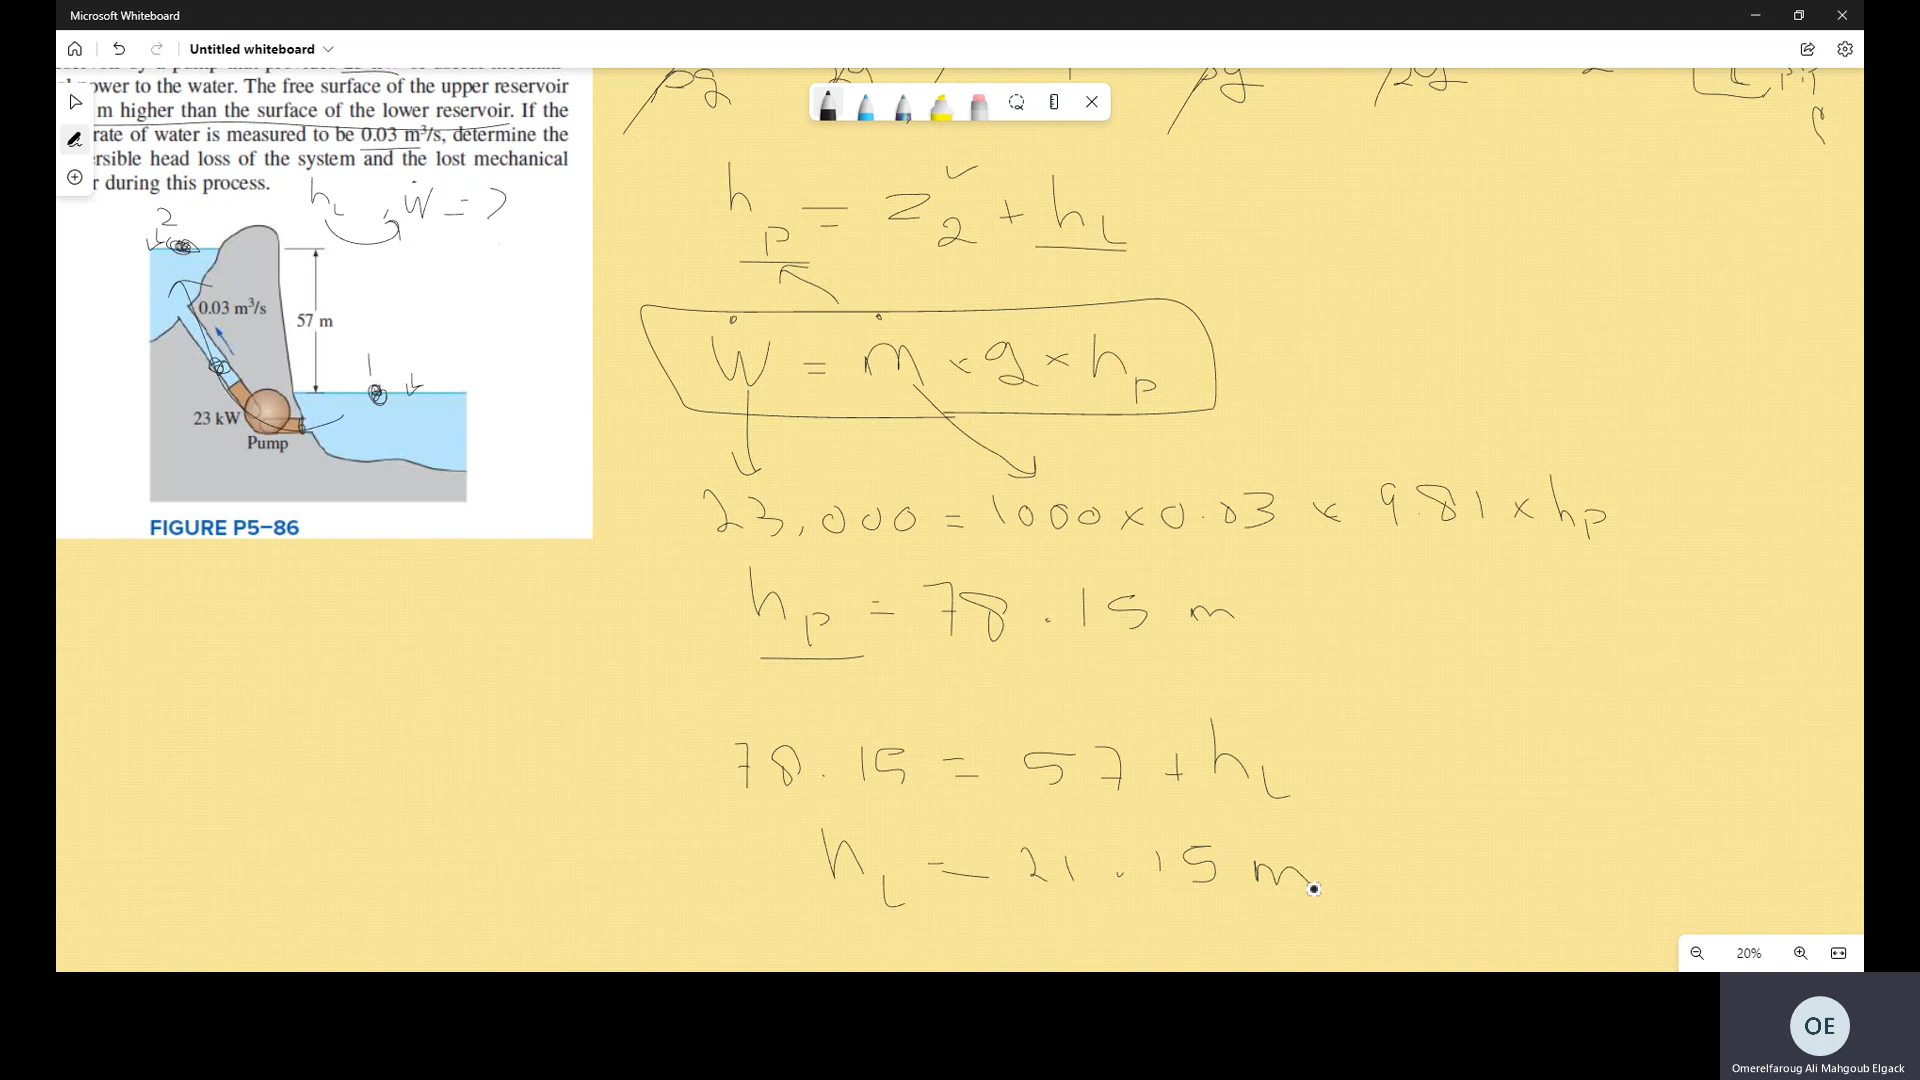 Microsoft Whiteboard
Untitled whiteboard
ower to the water. The free surface of the upper reservoir
m higher than the surface of the lower reservoir. If the
rate of water is measured to be 0.03 m³/s, determine the
rsible head loss of the system and the lost mechanical
r during this process.
h_L , Ẇ = ?
2
0.03 m³/s
57 m
1
23 kW
Pump
FIGURE P5–86
h_p = z_2 + h_L
Ẇ = ṁ × g × h_p
23,000 = 1000 × 0.03 × 9.81 × h_p
h_p = 78.15 m
78.15 = 57 + h_L
h_L = 21.15 m
20%
OE
Omerelfaroug Ali Mahgoub Elgack